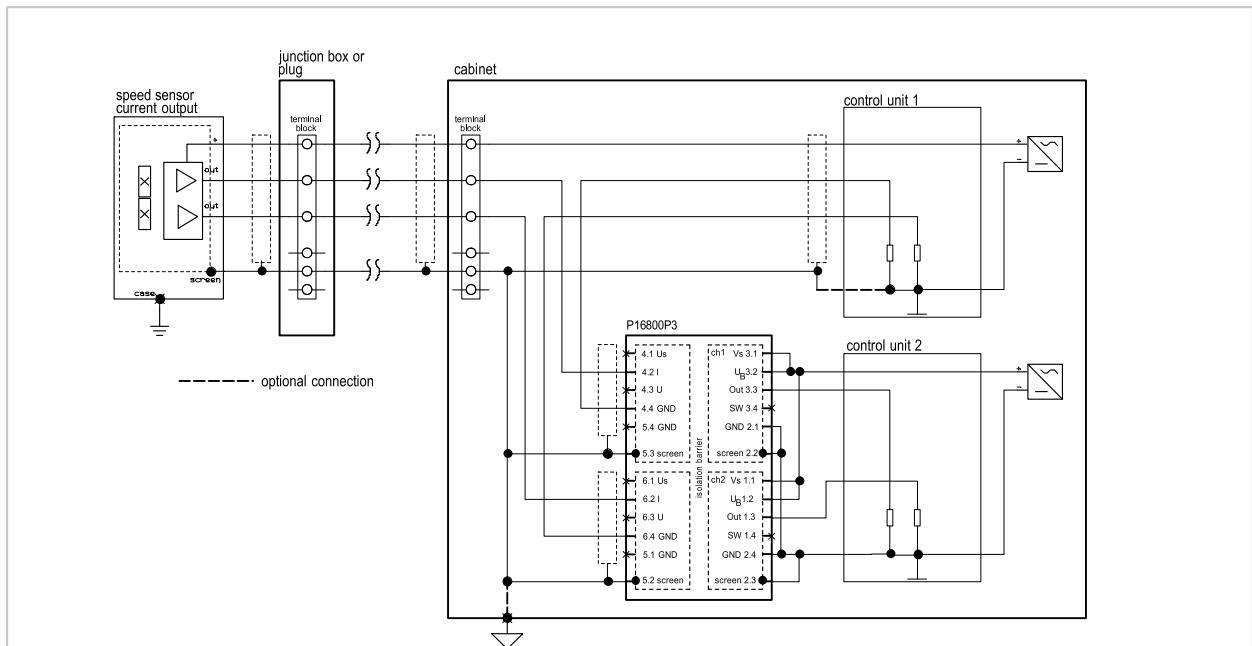 junction box or
plug
cabinet
speed sensor
current output
control unit 1
terminal
block
terminal
block
+
+
out
-
out
screen
case
P16800P3
control unit 2
optional connection
4.1 Us
4.2 I
4.3 U
4.4 GND
5.4 GND
5.3 screen
6.1 Us
6.2 I
6.3 U
6.4 GND
5.1 GND
5.2 screen
isolation barrier
ch1 Vs 3.1
UB3.2
Out 3.3
SW 3.4
GND 2.1
screen 2.2
ch2 Vs 1.1
UB1.2
Out 1.3
SW 1.4
GND 2.4
screen 2.3
+
-